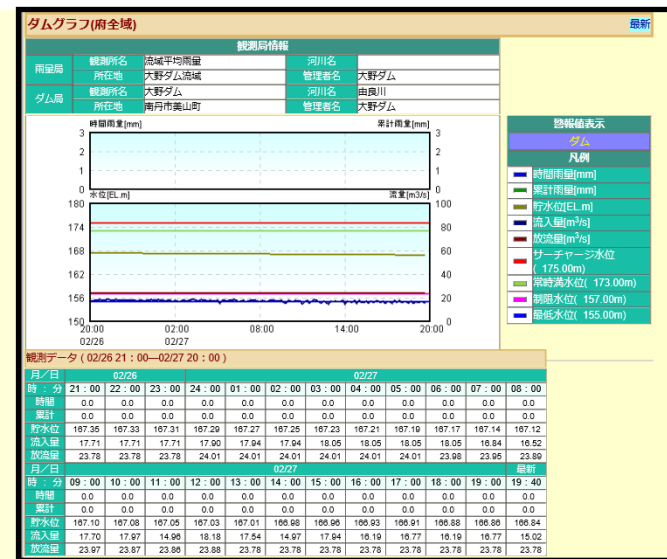 ダムグラフ(府全域) 最新
観測局情報
雨量局 観測所名 流域平均雨量 河川名
所在地 大野ダム流域 管理者名 大野ダム
ダム局 観測所名 大野ダム 河川名 由良川
所在地 南丹市美山町 管理者名 大野ダム
時間雨量[mm] 累計雨量[mm]
3 3
2 2
1 1
0 0
水位[EL.m] 流量[m3/s]
180 100
174 80
168 60
162 40
156 20
150 0
20:00 02:00 08:00 14:00 20:00
02/26 02/27
警報値表示
ダム
凡例
時間雨量[mm]
累計雨量[mm]
貯水位[EL.m]
流入量[m³/s]
放流量[m³/s]
サーチャージ水位
( 175.00m)
常時満水位( 173.00m)
制限水位( 157.00m)
最低水位( 155.00m)
観測データ ( 02/26 21：00―02/27 20：00 )
月／日 02/26 02/27
時：分 21：00 22：00 23：00 24：00 01：00 02：00 03：00 04：00 05：00 06：00 07：00 08：00
時間 0.0 0.0 0.0 0.0 0.0 0.0 0.0 0.0 0.0 0.0 0.0 0.0
累計 0.0 0.0 0.0 0.0 0.0 0.0 0.0 0.0 0.0 0.0 0.0 0.0
貯水位 167.35 167.33 167.31 167.29 167.27 167.25 167.23 167.21 167.19 167.17 167.14 167.12
流入量 17.71 17.71 17.71 17.90 17.94 17.94 18.05 18.05 18.05 18.05 16.84 16.52
放流量 23.78 23.78 23.78 24.01 24.01 24.01 24.01 24.01 24.01 23.98 23.95 23.89
月／日 02/27 最新
時：分 09：00 10：00 11：00 12：00 13：00 14：00 15：00 16：00 17：00 18：00 19：00 19：40
時間 0.0 0.0 0.0 0.0 0.0 0.0 0.0 0.0 0.0 0.0 0.0 0.0
累計 0.0 0.0 0.0 0.0 0.0 0.0 0.0 0.0 0.0 0.0 0.0 0.0
貯水位 167.10 167.08 167.05 167.03 167.01 166.98 166.96 166.93 166.91 166.88 166.86 166.84
流入量 17.70 17.97 14.96 18.18 17.54 14.97 17.94 16.19 16.77 16.19 16.77 15.02
放流量 23.97 23.87 23.86 23.88 23.78 23.78 23.78 23.78 23.78 23.78 23.78 23.78